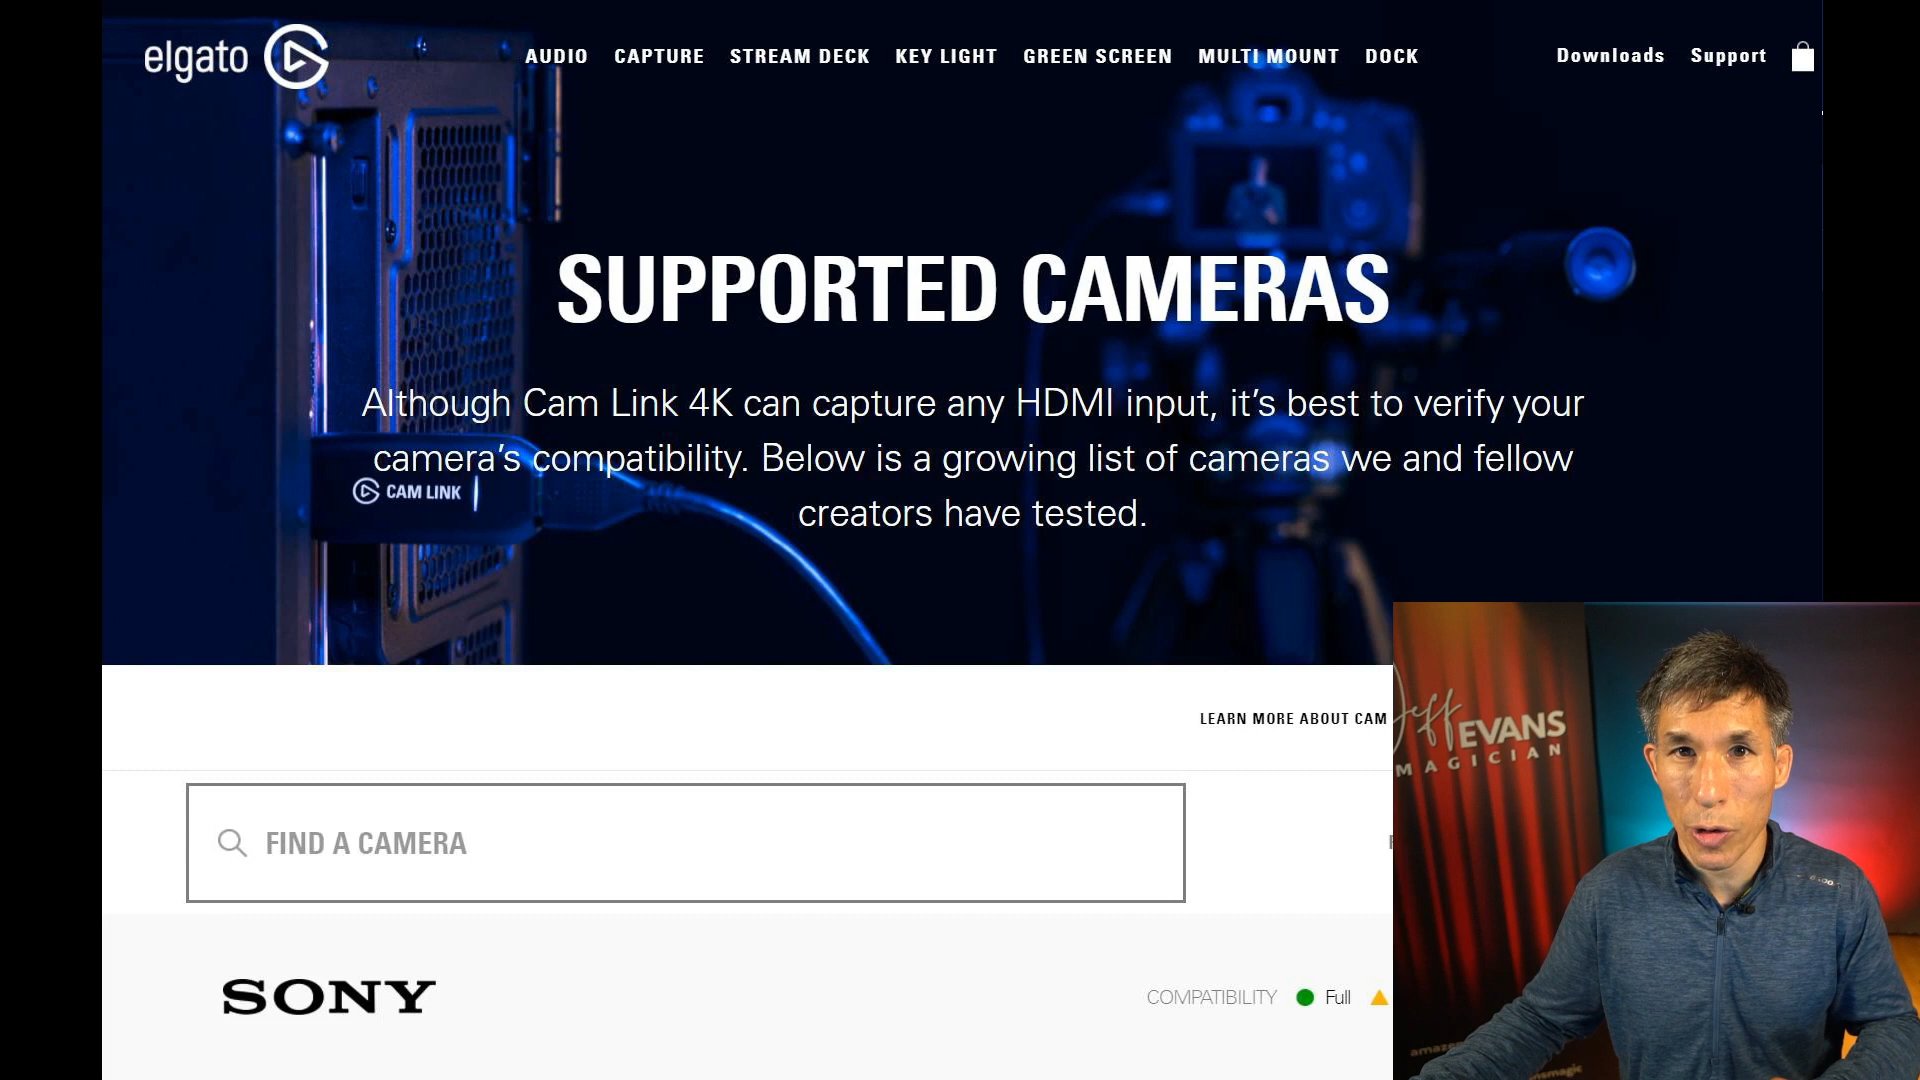 elgato
AUDIO CAPTURE STREAM DECK KEY LIGHT GREEN SCREEN MULTI MOUNT DOCK
Downloads Support
SUPPORTED CAMERAS
Although Cam Link 4K can capture any HDMI input, it’s best to verify your
camera’s compatibility. Below is a growing list of cameras we and fellow
creators have tested.
CAM LINK
LEARN MORE ABOUT CAM
FIND A CAMERA
SONY
COMPATIBILITY Full
Jeff EVANS
MAGICIAN